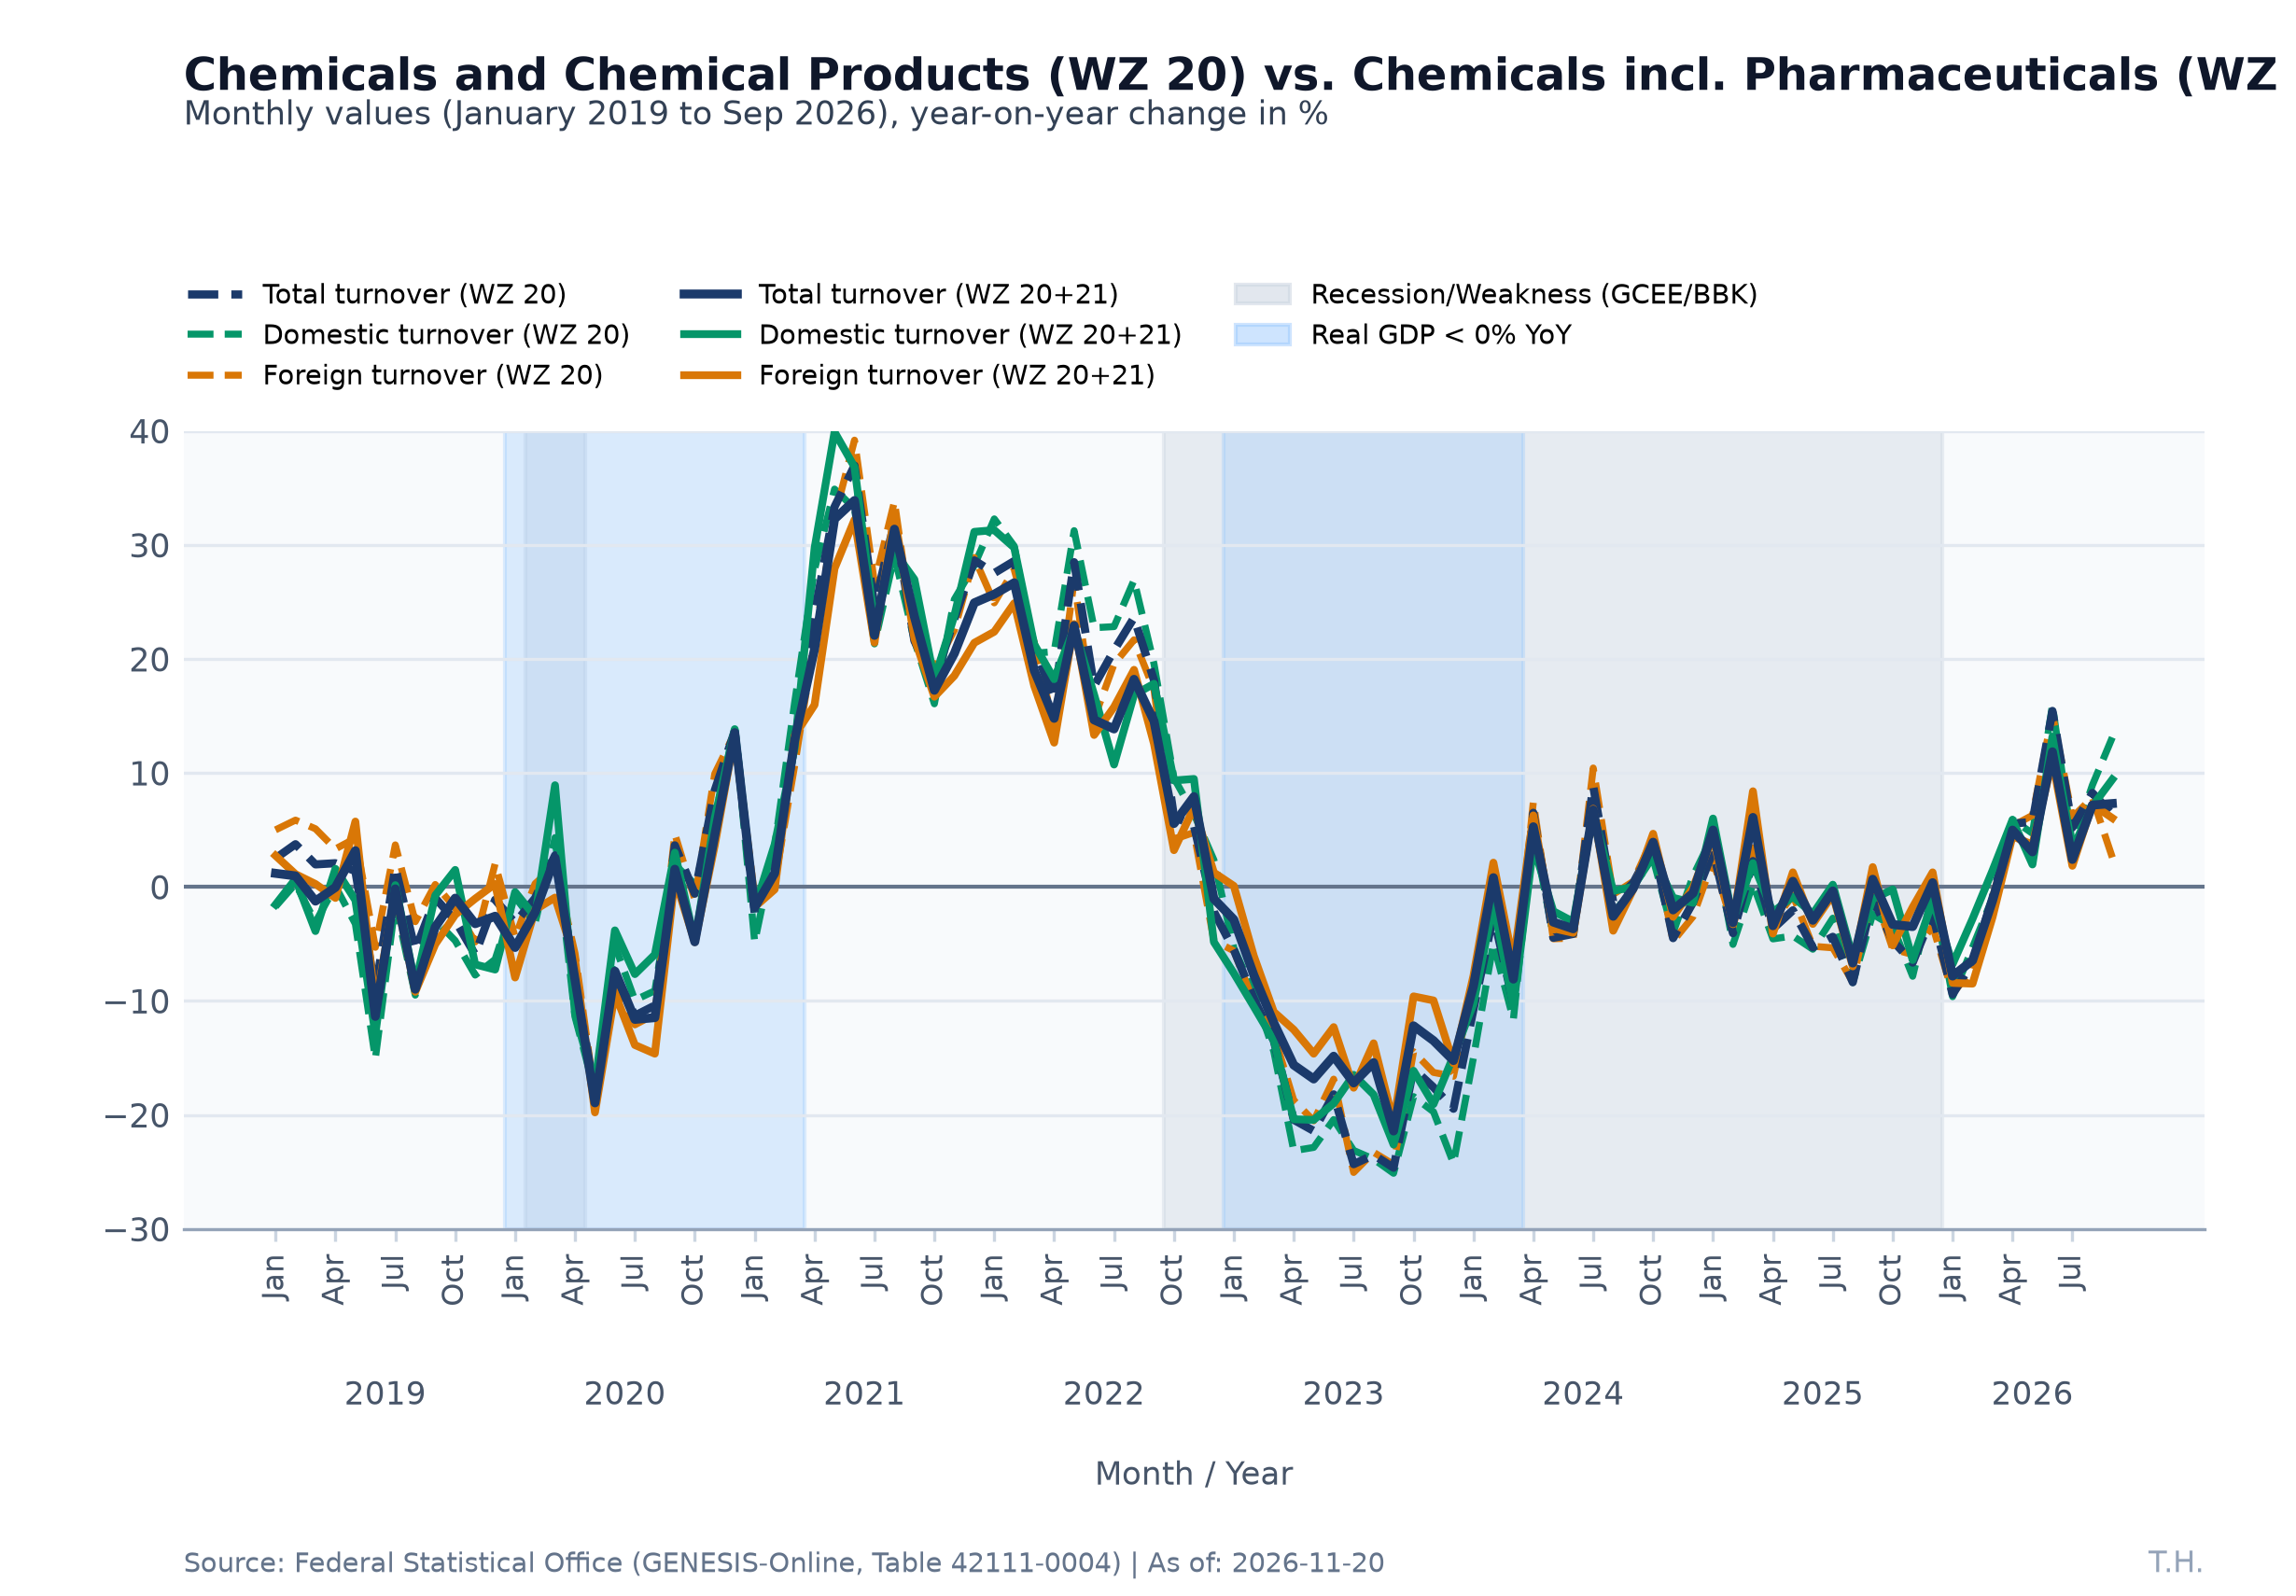 Chemicals and Chemical Products (WZ 20) vs. Chemicals incl. Pharmaceuticals (WZ
Monthly values (January 2019 to Sep 2026), year-on-year change in %
Total turnover (WZ 20) Total turnover (WZ 20+21) Recession/Weakness (GCEE/BBK)
Domestic turnover (WZ 20) Domestic turnover (WZ 20+21) Real GDP < 0% YoY
Foreign turnover (WZ 20) Foreign turnover (WZ 20+21)
40
30
20
10
0
−10
−20
−30
Jan Apr Jul Oct Jan Apr Jul Oct Jan Apr Jul Oct Jan Apr Jul Oct Jan Apr Jul Oct Jan Apr Jul Oct Jan Apr Jul Oct Jan Apr Jul
2019 2020 2021 2022 2023 2024 2025 2026
Month / Year
Source: Federal Statistical Office (GENESIS-Online, Table 42111-0004) | As of: 2026-11-20 T.H.